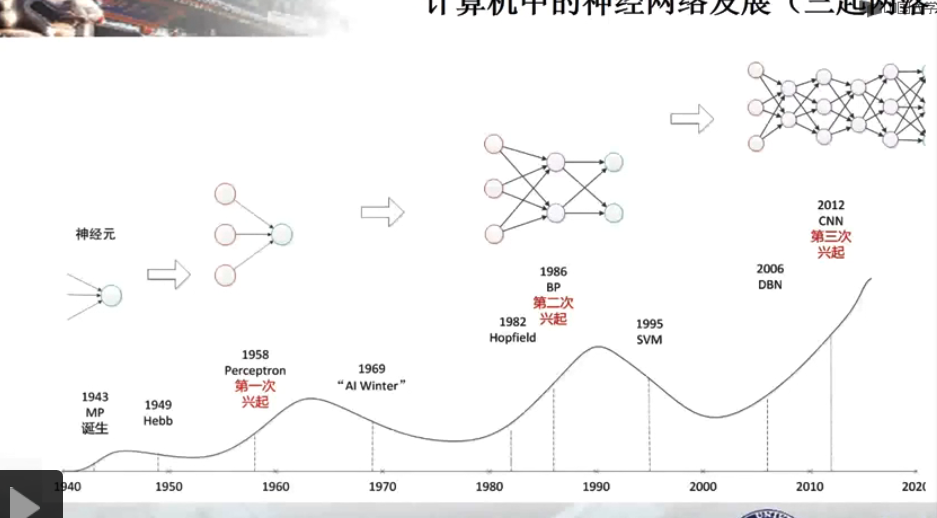 计算机中的神经网络发展（三起两落
2012
CNN
第三次
兴起
神经元
1986
BP
第二次
兴起
2006
DBN
1982
Hopfield
1995
SVM
1958
Perceptron
第一次
兴起
1969
“AI Winter”
1943
MP
诞生
1949
Hebb
1940
1950
1960
1970
1980
1990
2000
2010